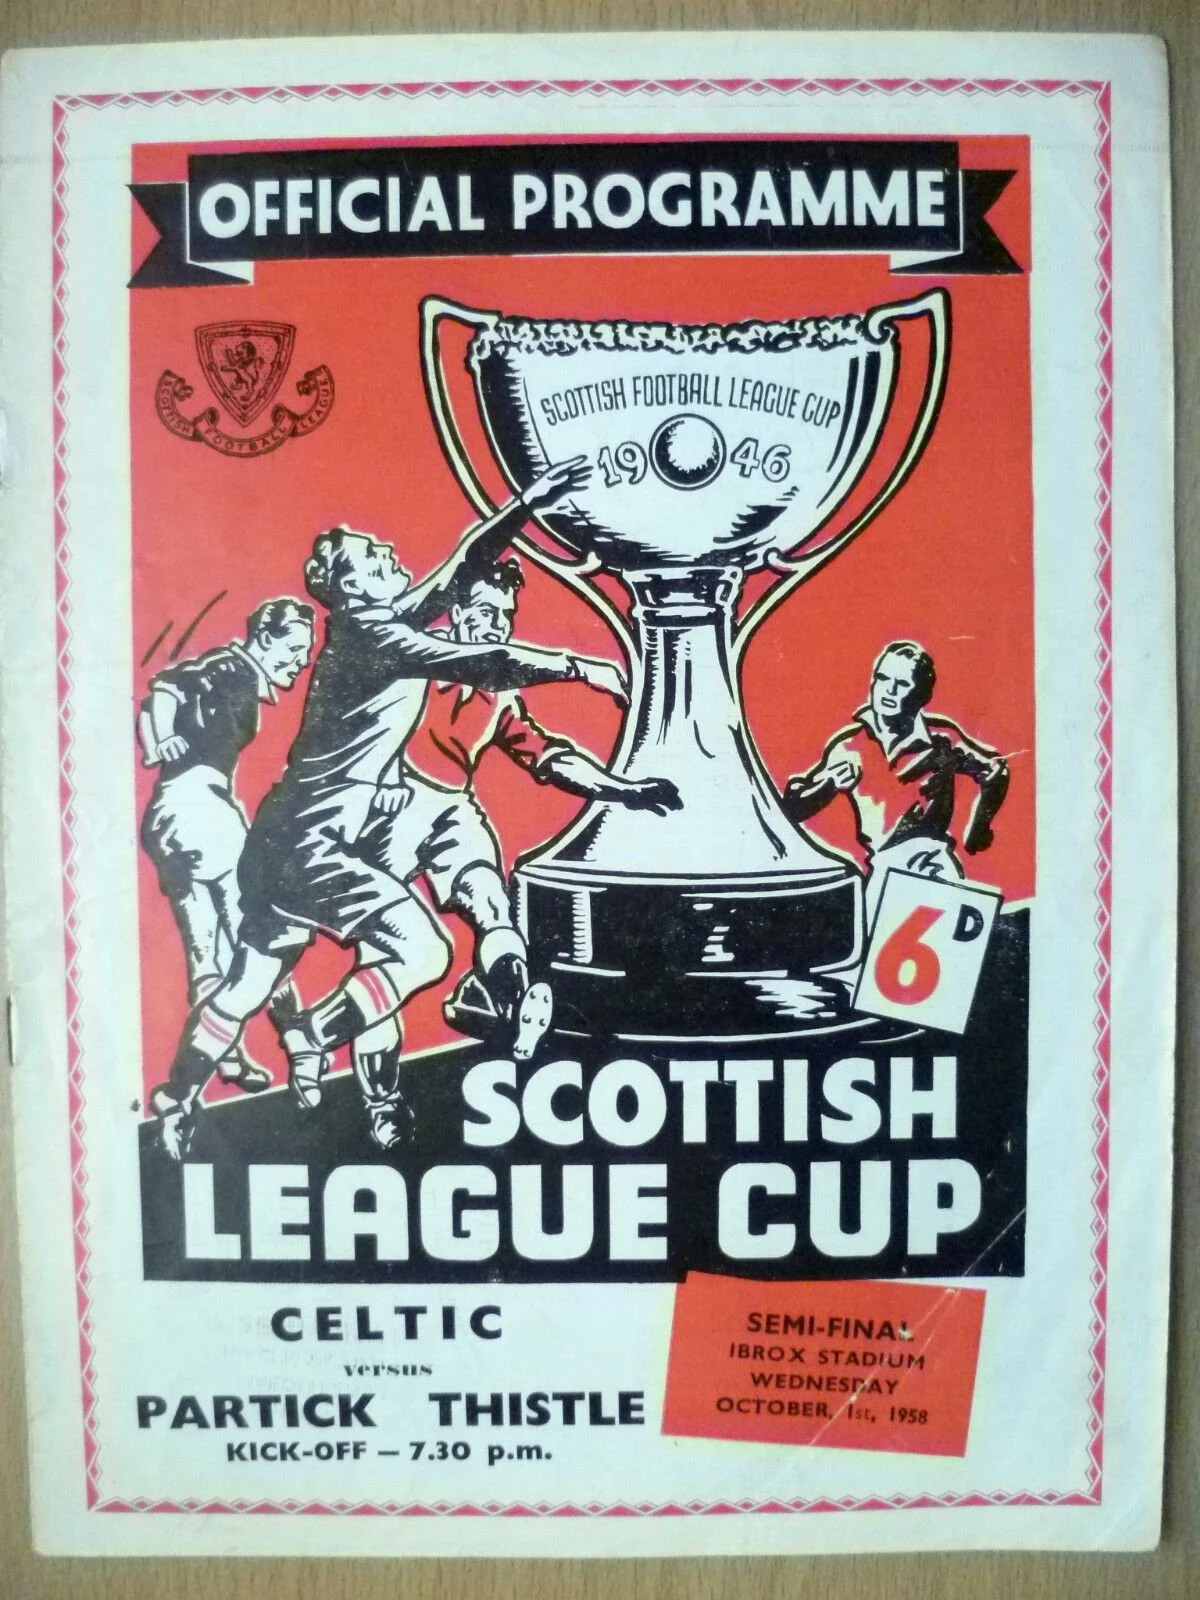 OFFICIAL PROGRAMME
SCOTTISH FOOTBALL LEAGUE
SCOTTISH FOOTBALL LEAGUE CUP
1946
6D
SCOTTISH
LEAGUE CUP
CELTIC
versus
PARTICK THISTLE
KICK-OFF — 7.30 p.m.
SEMI-FINAL
IBROX STADIUM
WEDNESDAY
OCTOBER, 1st, 1958